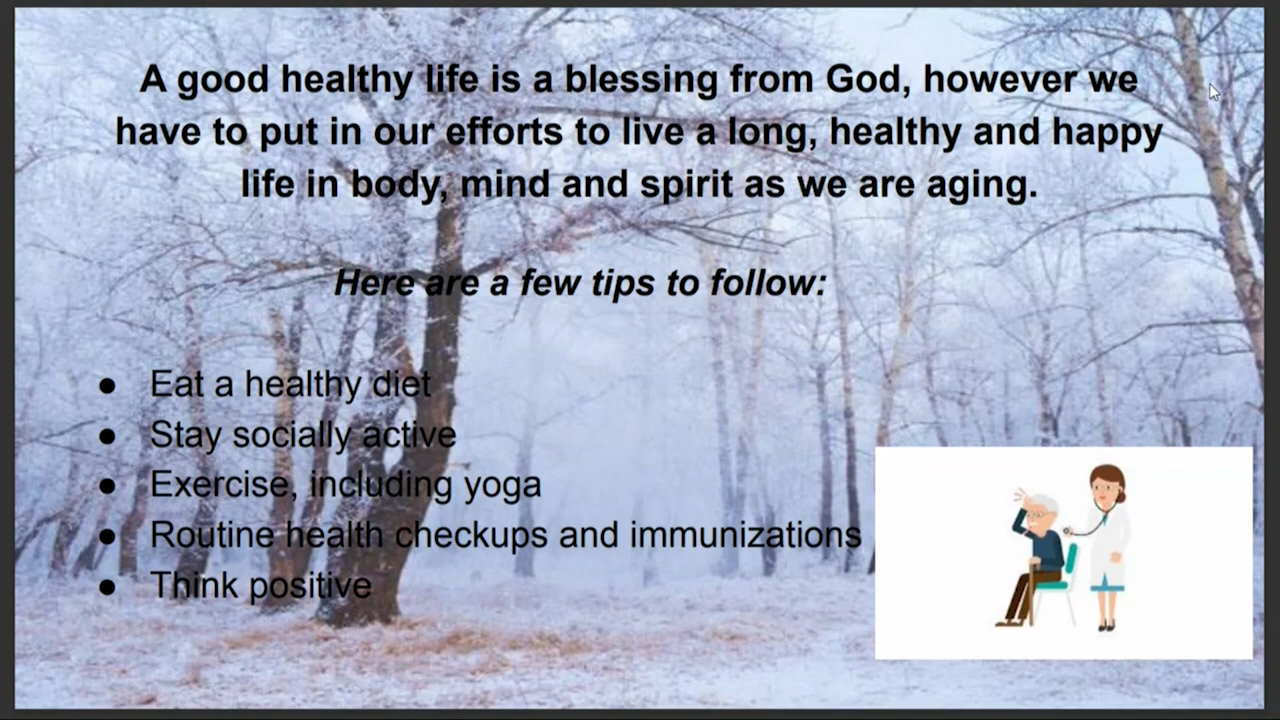 A good healthy life is a blessing from God, however we
have to put in our efforts to live a long, healthy and happy
life in body, mind and spirit as we are aging.
Here are a few tips to follow:
● Eat a healthy diet
● Stay socially active
● Exercise, including yoga
● Routine health checkups and immunizations
● Think positive